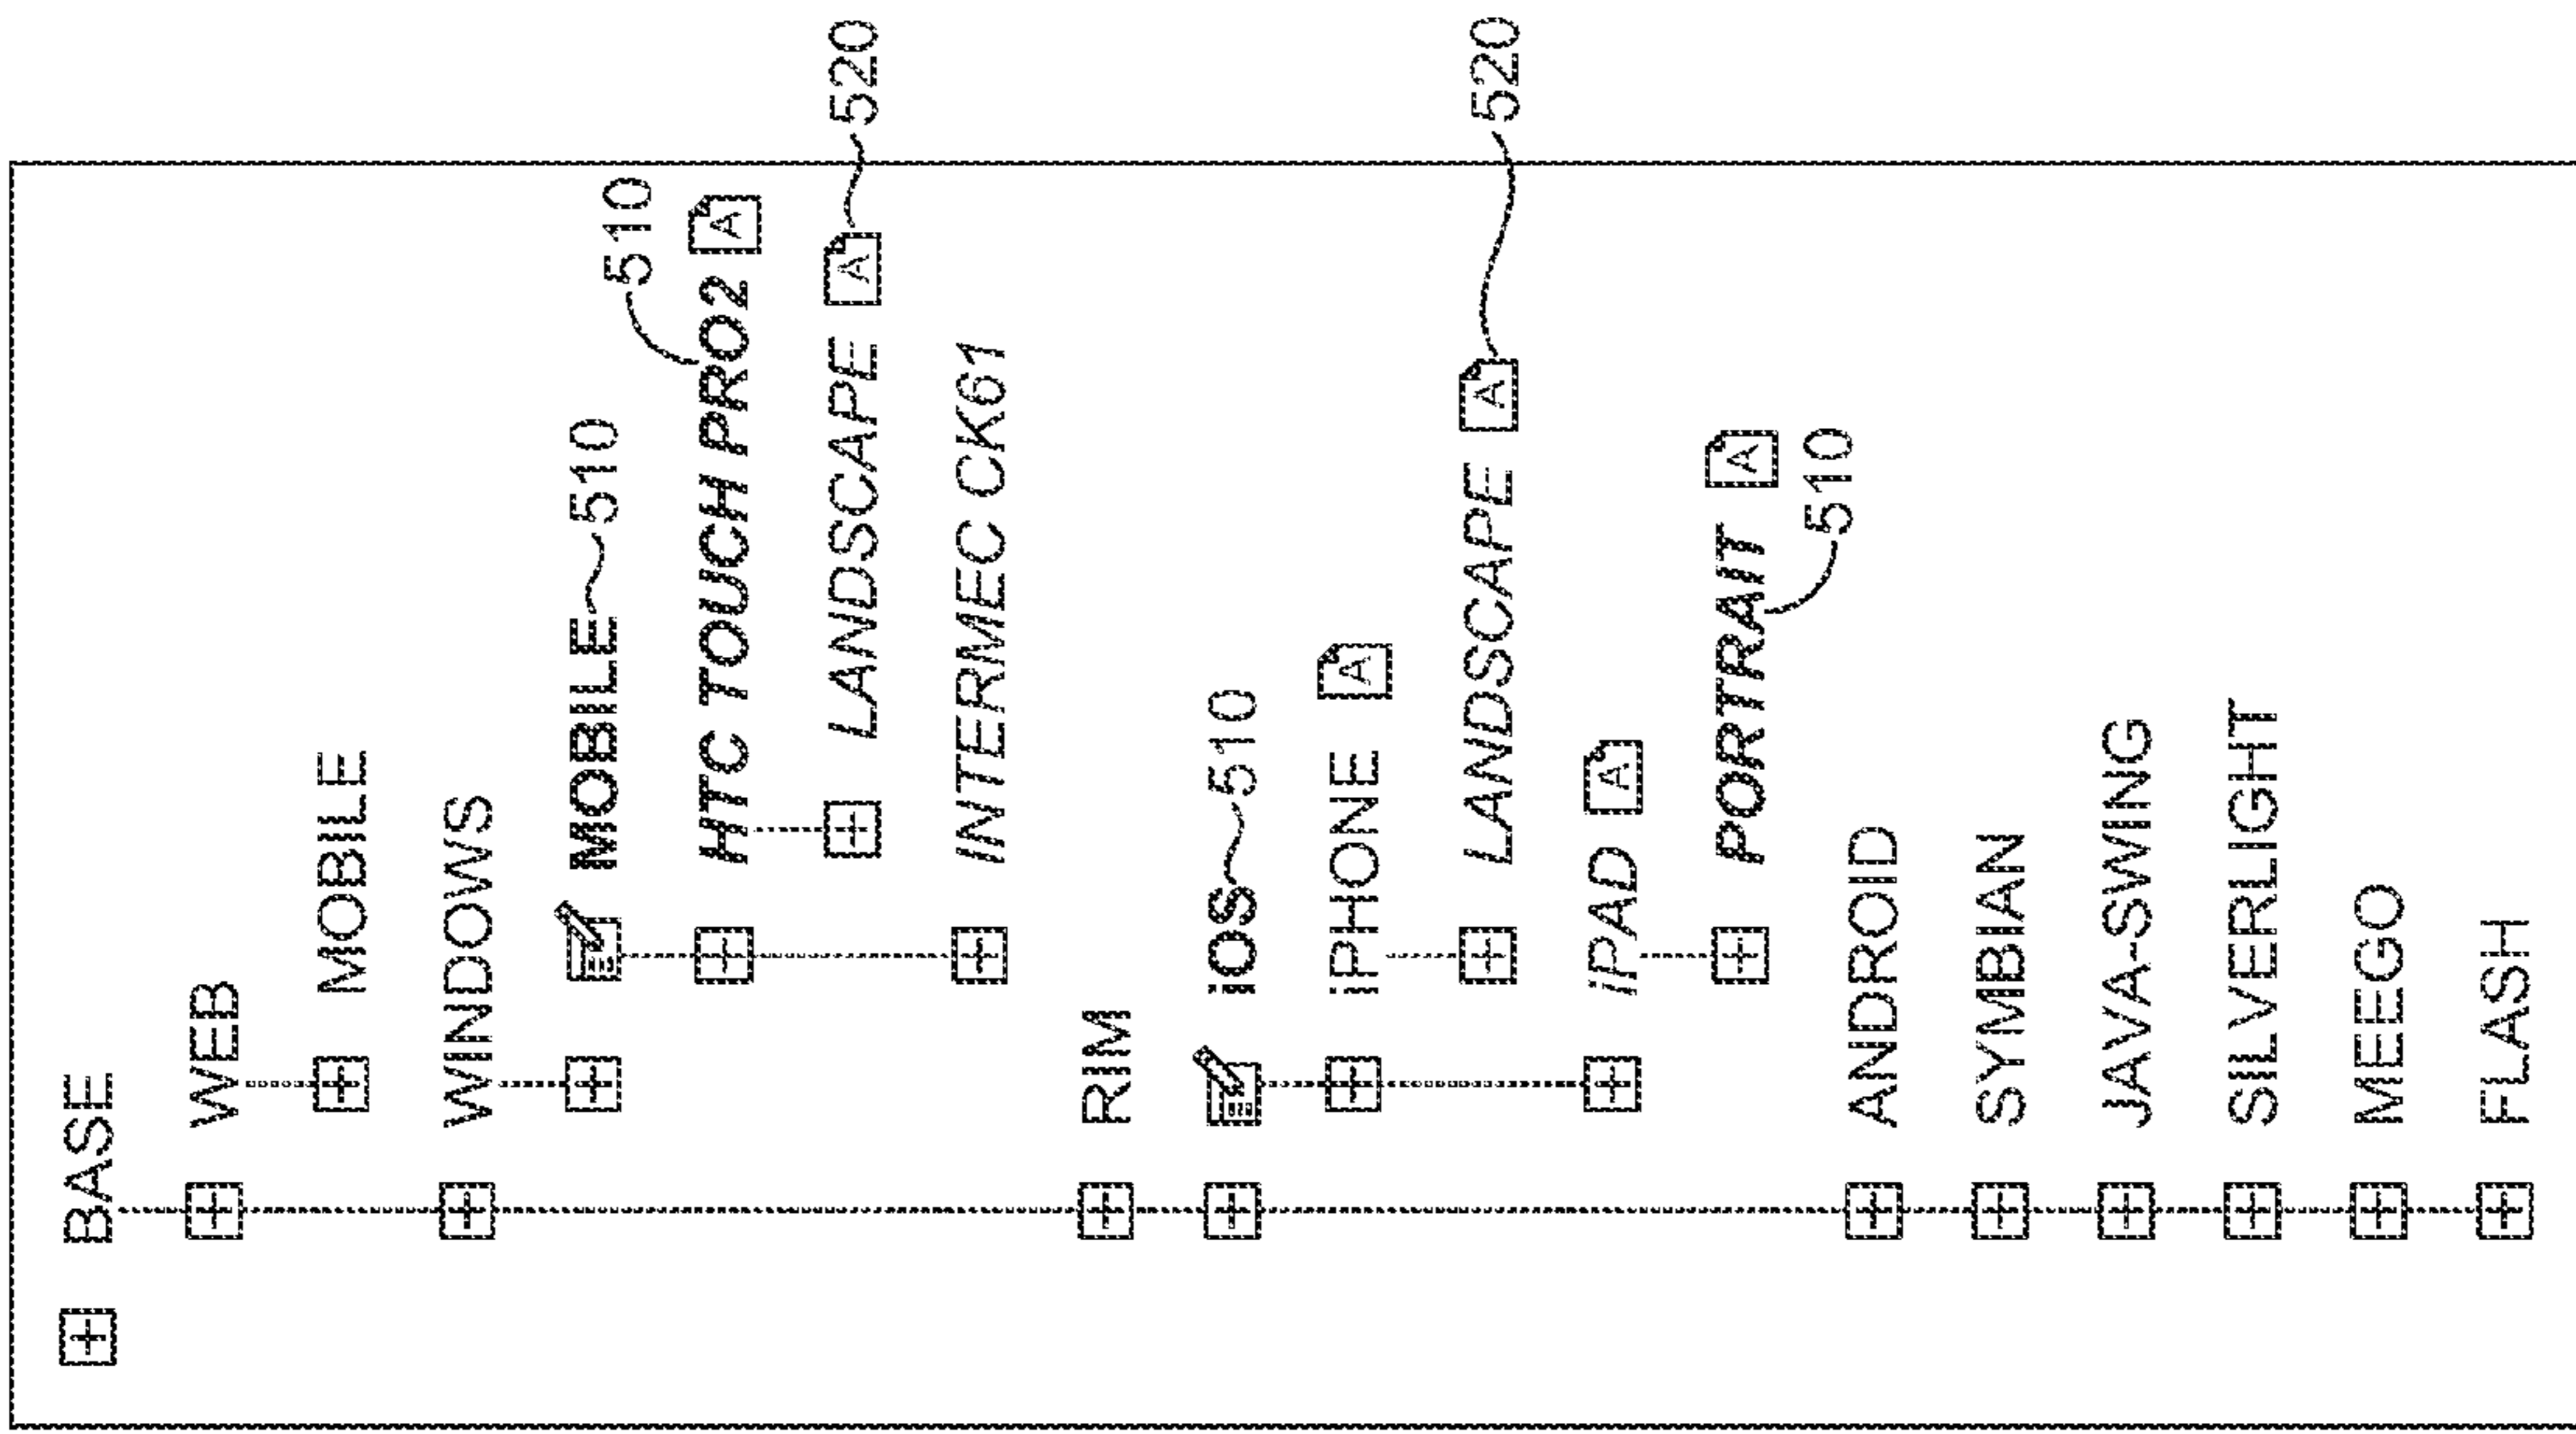 BASE
WEB
MOBILE
WINDOWS
MOBILE 510
510
HTC TOUCH PRO2 A
LANDSCAPE A 520
INTERMEC CK61
RIM
iOS 510
iPHONE A
LANDSCAPE A 520
iPAD A
PORTRAIT A
510
ANDROID
SYMBIAN
JAVA-SWING
SILVERLIGHT
MEEGO
FLASH